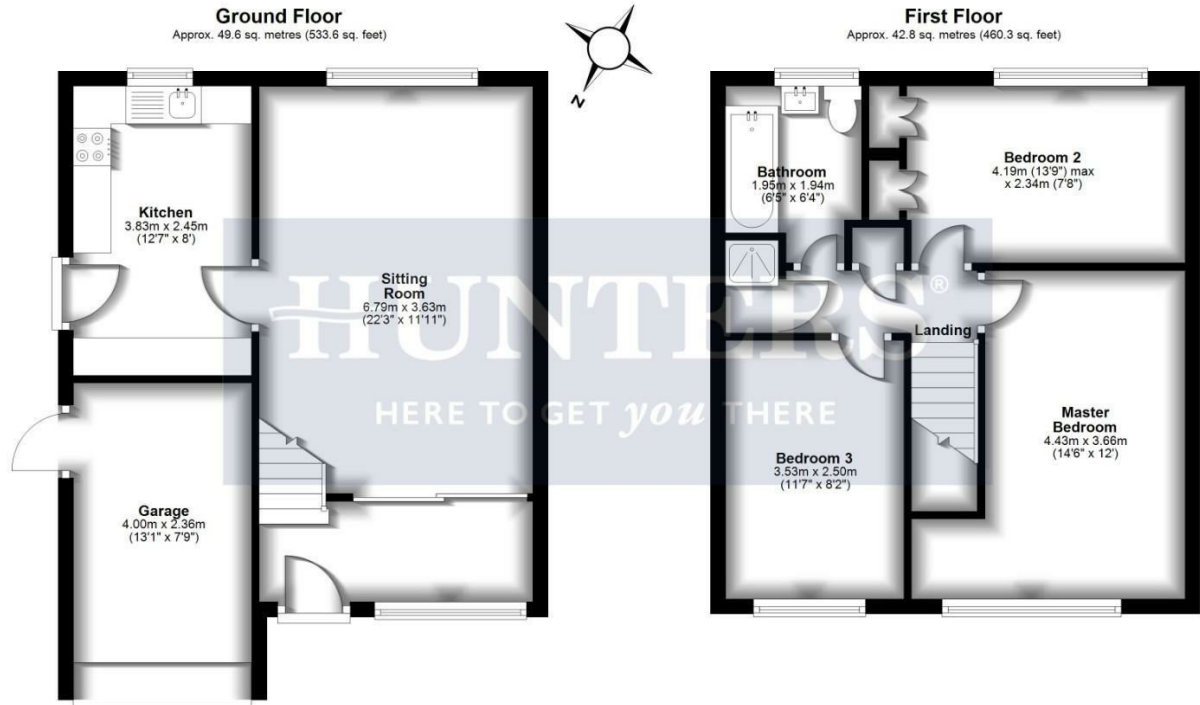 Ground Floor
Approx. 49.6 sq. metres (533.6 sq. feet)
N
First Floor
Approx. 42.8 sq. metres (460.3 sq. feet)
Kitchen
3.83m x 2.45m
(12'7" x 8')
Sitting
Room
6.79m x 3.63m
(22'3" x 11'11")
Garage
4.00m x 2.36m
(13'1" x 7'9")
Bathroom
1.95m x 1.94m
(6'5" x 6'4")
Bedroom 2
4.19m (13'9") max
x 2.34m (7'8")
Landing
Master
Bedroom
4.43m x 3.66m
(14'6" x 12')
Bedroom 3
3.53m x 2.50m
(11'7" x 8'2")
HUNTERS®
HERE TO GET you THERE